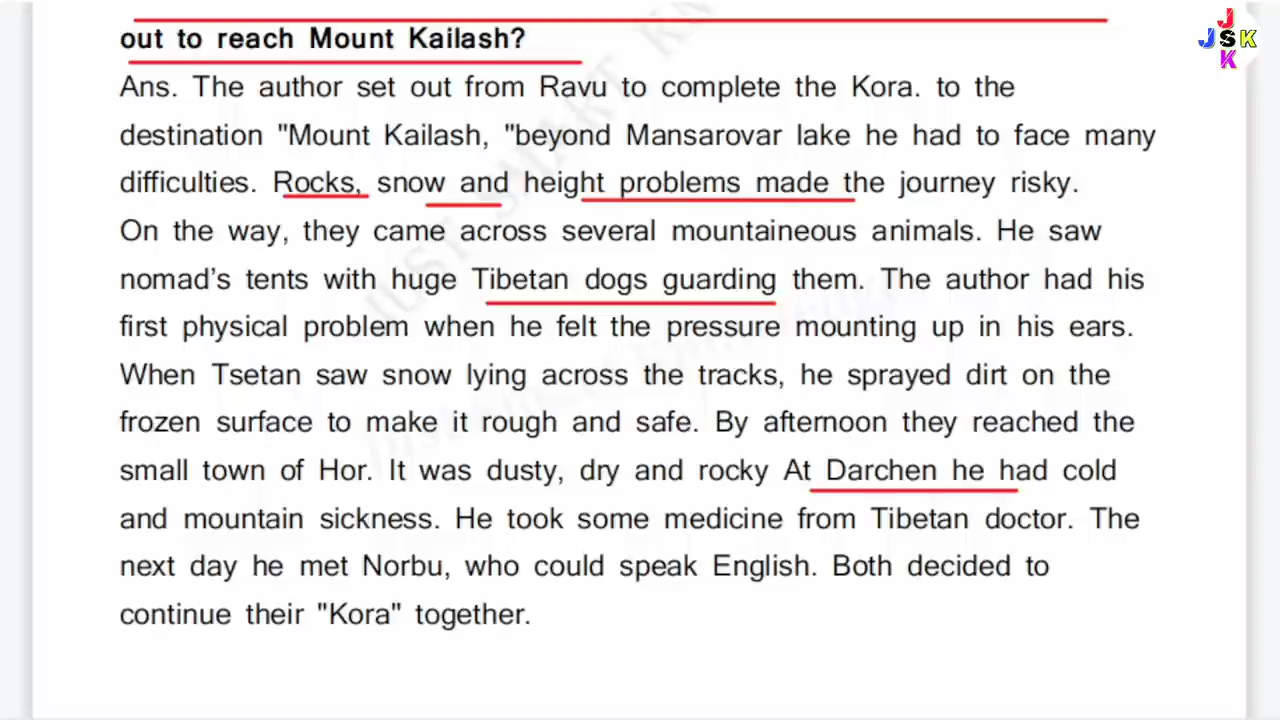 out to reach Mount Kailash?
Ans. The author set out from Ravu to complete the Kora. to the
destination "Mount Kailash, "beyond Mansarovar lake he had to face many
difficulties. Rocks, snow and height problems made the journey risky.
On the way, they came across several mountaineous animals. He saw
nomad’s tents with huge Tibetan dogs guarding them. The author had his
first physical problem when he felt the pressure mounting up in his ears.
When Tsetan saw snow lying across the tracks, he sprayed dirt on the
frozen surface to make it rough and safe. By afternoon they reached the
small town of Hor. It was dusty, dry and rocky At Darchen he had cold
and mountain sickness. He took some medicine from Tibetan doctor. The
next day he met Norbu, who could speak English. Both decided to
continue their "Kora" together.
J
JSK
K